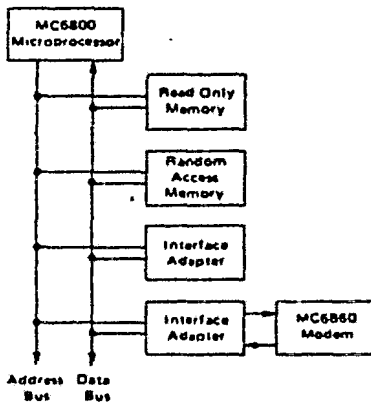 MC6800
Microprocessor
Read Only
Memory
Random
Access
Memory
Interface
Adapter
Interface
Adapter
MC6860
Modem
Address
Bus
Data
Bus